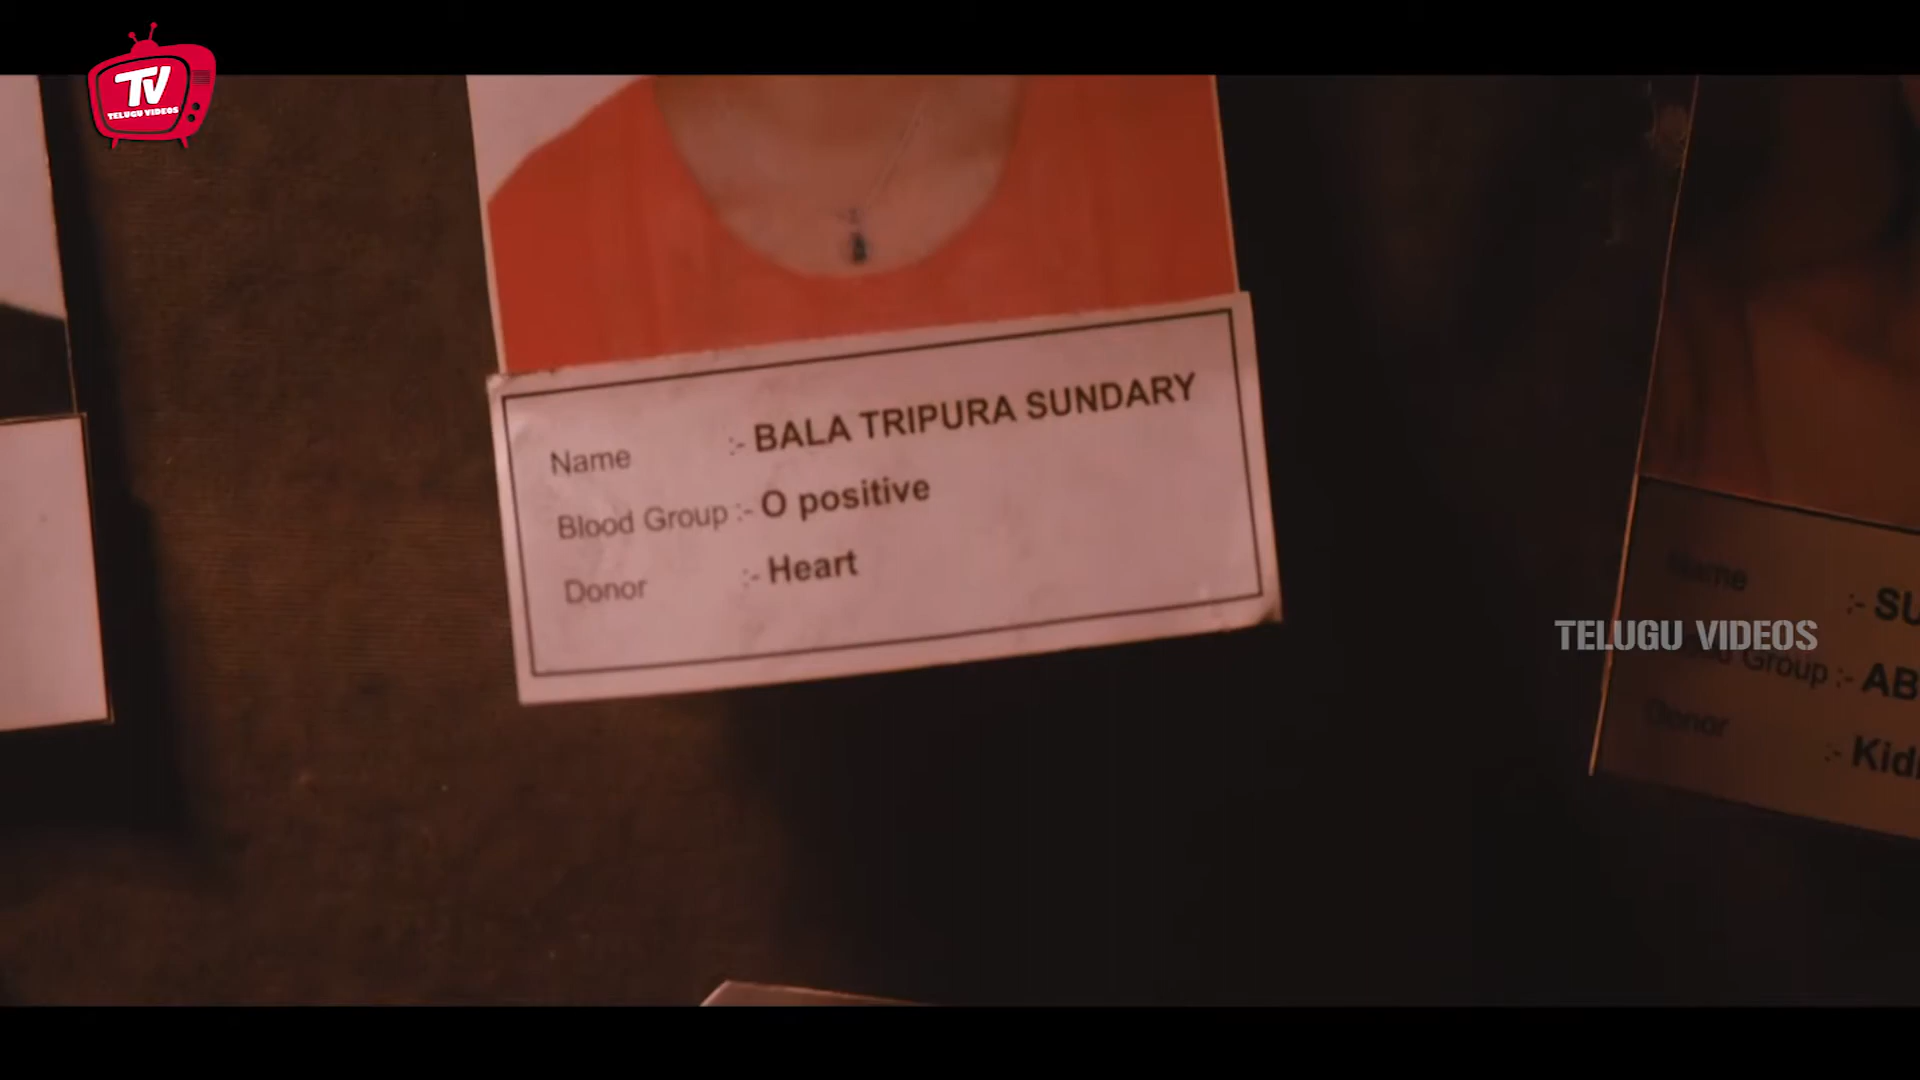 TV
TELUGU VIDEOS
Name :- BALA TRIPURA SUNDARY
Blood Group :- O positive
Donor :- Heart
TELUGU VIDEOS
Name :- SU
Group :- AB
Donor :- Kid